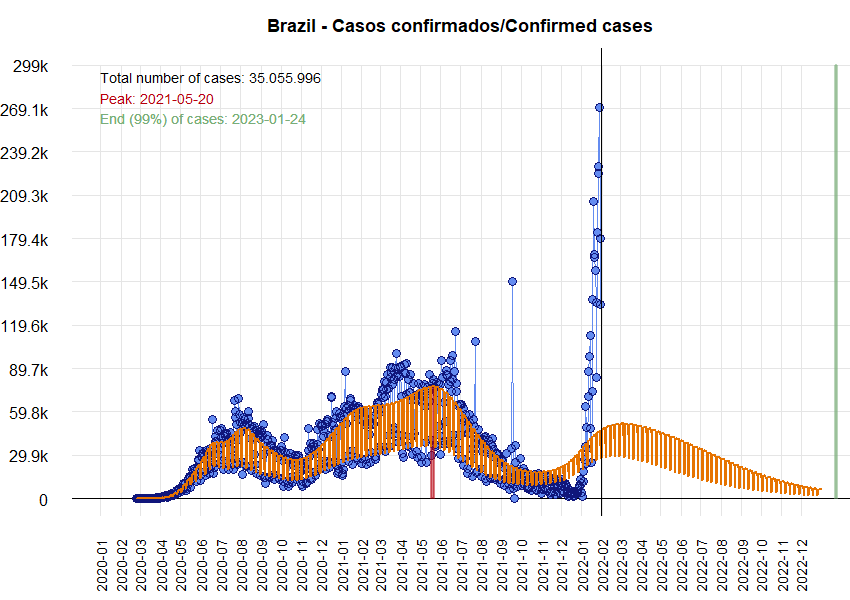 Brazil - Casos confirmados/Confirmed cases
Total number of cases: 35.055.996
Peak: 2021-05-20
End (99%) of cases: 2023-01-24
299k
269.1k
239.2k
209.3k
179.4k
149.5k
119.6k
89.7k
59.8k
29.9k
0
2020-01
2020-02
2020-03
2020-04
2020-05
2020-06
2020-07
2020-08
2020-09
2020-10
2020-11
2020-12
2021-01
2021-02
2021-03
2021-04
2021-05
2021-06
2021-07
2021-08
2021-09
2021-10
2021-11
2021-12
2022-01
2022-02
2022-03
2022-04
2022-05
2022-06
2022-07
2022-08
2022-09
2022-10
2022-11
2022-12